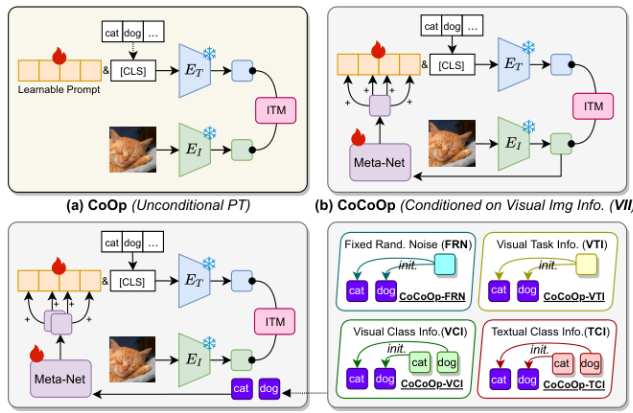 cat dog ...
& [CLS]
E_T
Learnable Prompt
ITM
E_I
(a) CoOp (Unconditional PT)
cat dog ...
& [CLS]
E_T
+ + + +
ITM
E_I
Meta-Net
(b) CoCoOp (Conditioned on Visual Img Info. (VII)
cat dog ...
& [CLS]
E_T
+ + + +
ITM
E_I
Meta-Net
cat dog
Fixed Rand. Noise (FRN)
init.
cat dog
CoCoOp-FRN
Visual Task Info. (VTI)
init.
cat dog
CoCoOp-VTI
Visual Class Info.(VCI)
init.
cat dog
cat dog
CoCoOp-VCI
Textual Class Info.(TCI)
init.
cat dog
cat dog
CoCoOp-TCI